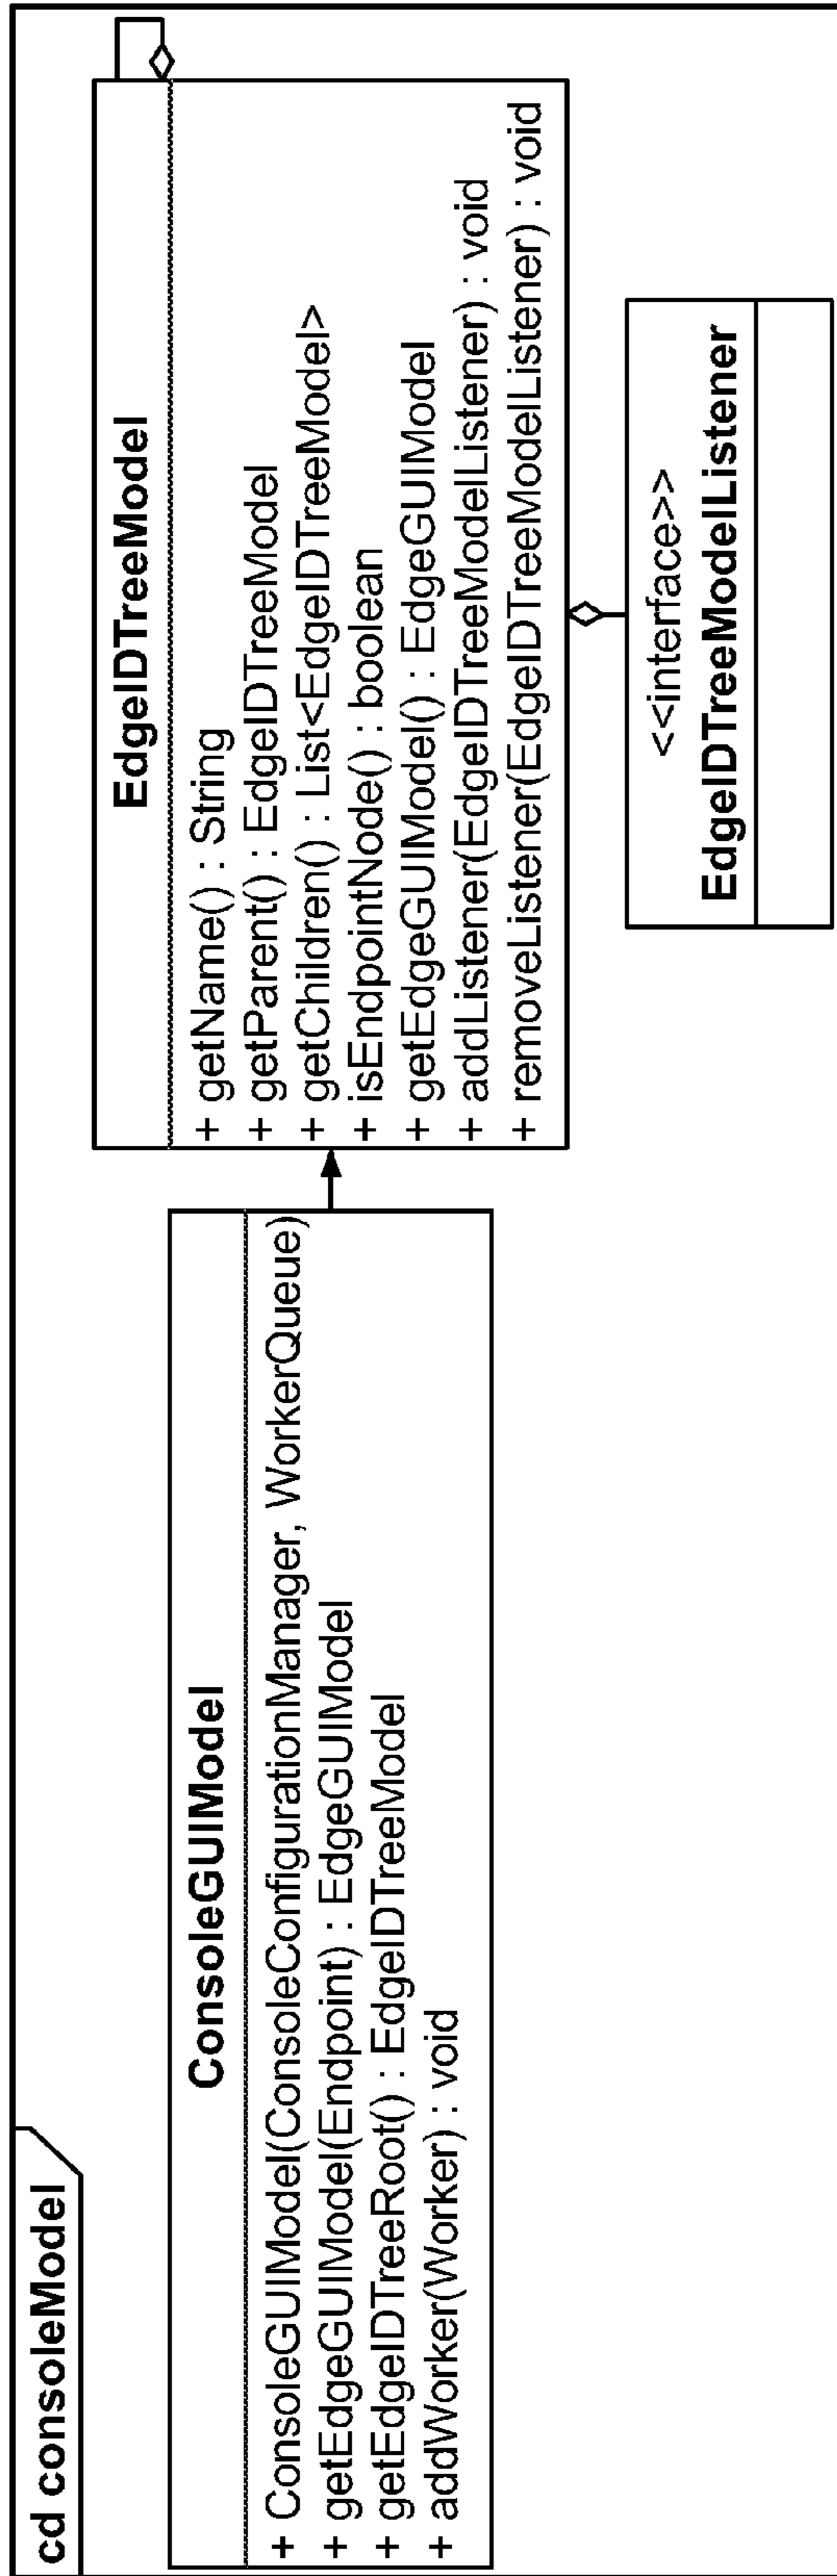 cd consoleModel
ConsoleGUIModel
+ ConsoleGUIModel(ConsoleConfigurationManager, WorkerQueue)
+ getEdgeGUIModel(Endpoint) : EdgeGUIModel
+ getEdgeIDTreeRoot() : EdgeIDTreeModel
+ addWorker(Worker) : void
EdgeIDTreeModel
+ getName() : String
+ getParent() : EdgeIDTreeModel
+ getChildren() : List<EdgeIDTreeModel>
+ isEndpointNode() : boolean
+ getEdgeGUIModel() : EdgeGUIModel
+ addListener(EdgeIDTreeModelListener) : void
+ removeListener(EdgeIDTreeModelListener) : void
<<interface>>
EdgeIDTreeModelListener